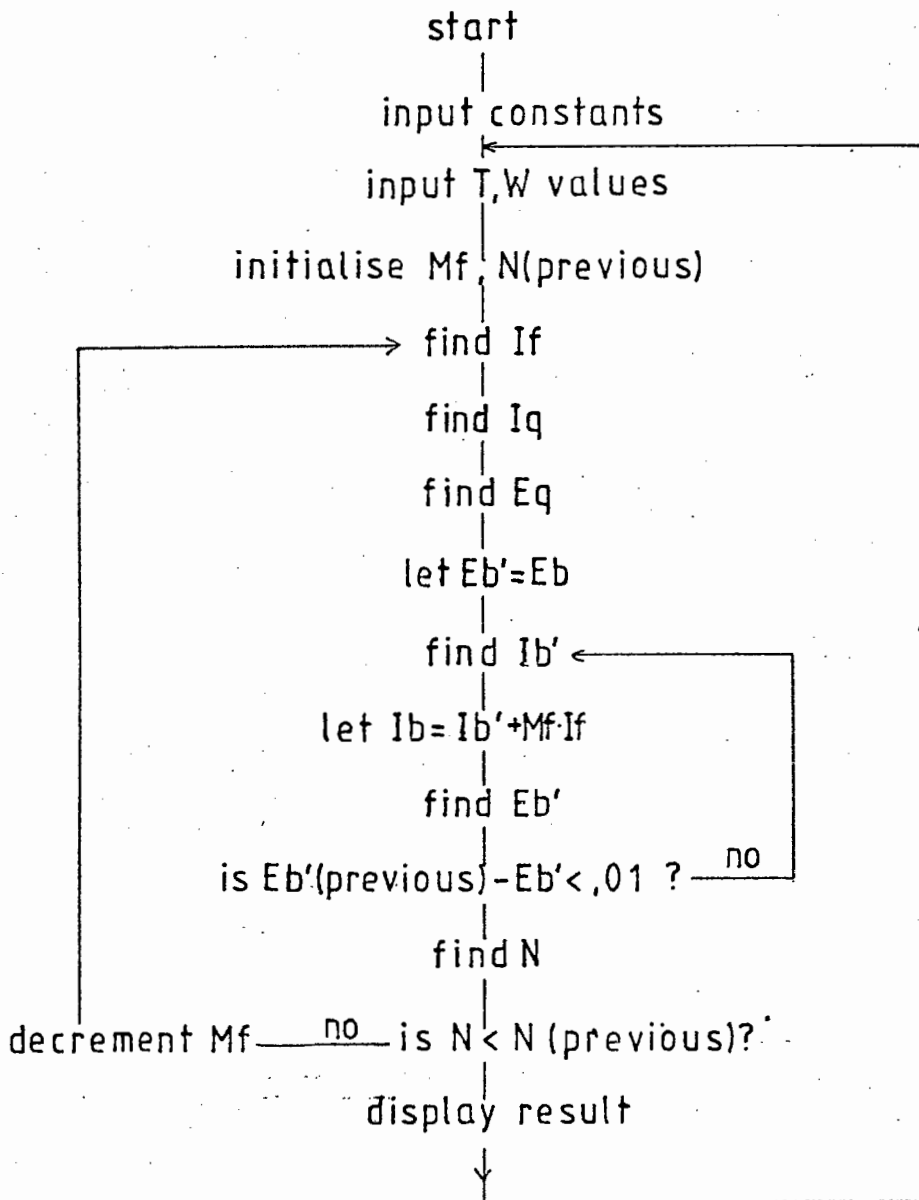 start
input constants
input T,W values
initialise Mf, N(previous)
find If
find Iq
find Eq
let Eb'=Eb
find Ib'
let Ib=Ib'+Mf·If
find Eb'
is Eb'(previous)-Eb'<,01 ? no
find N
decrement Mf no is N<N(previous)?
display result